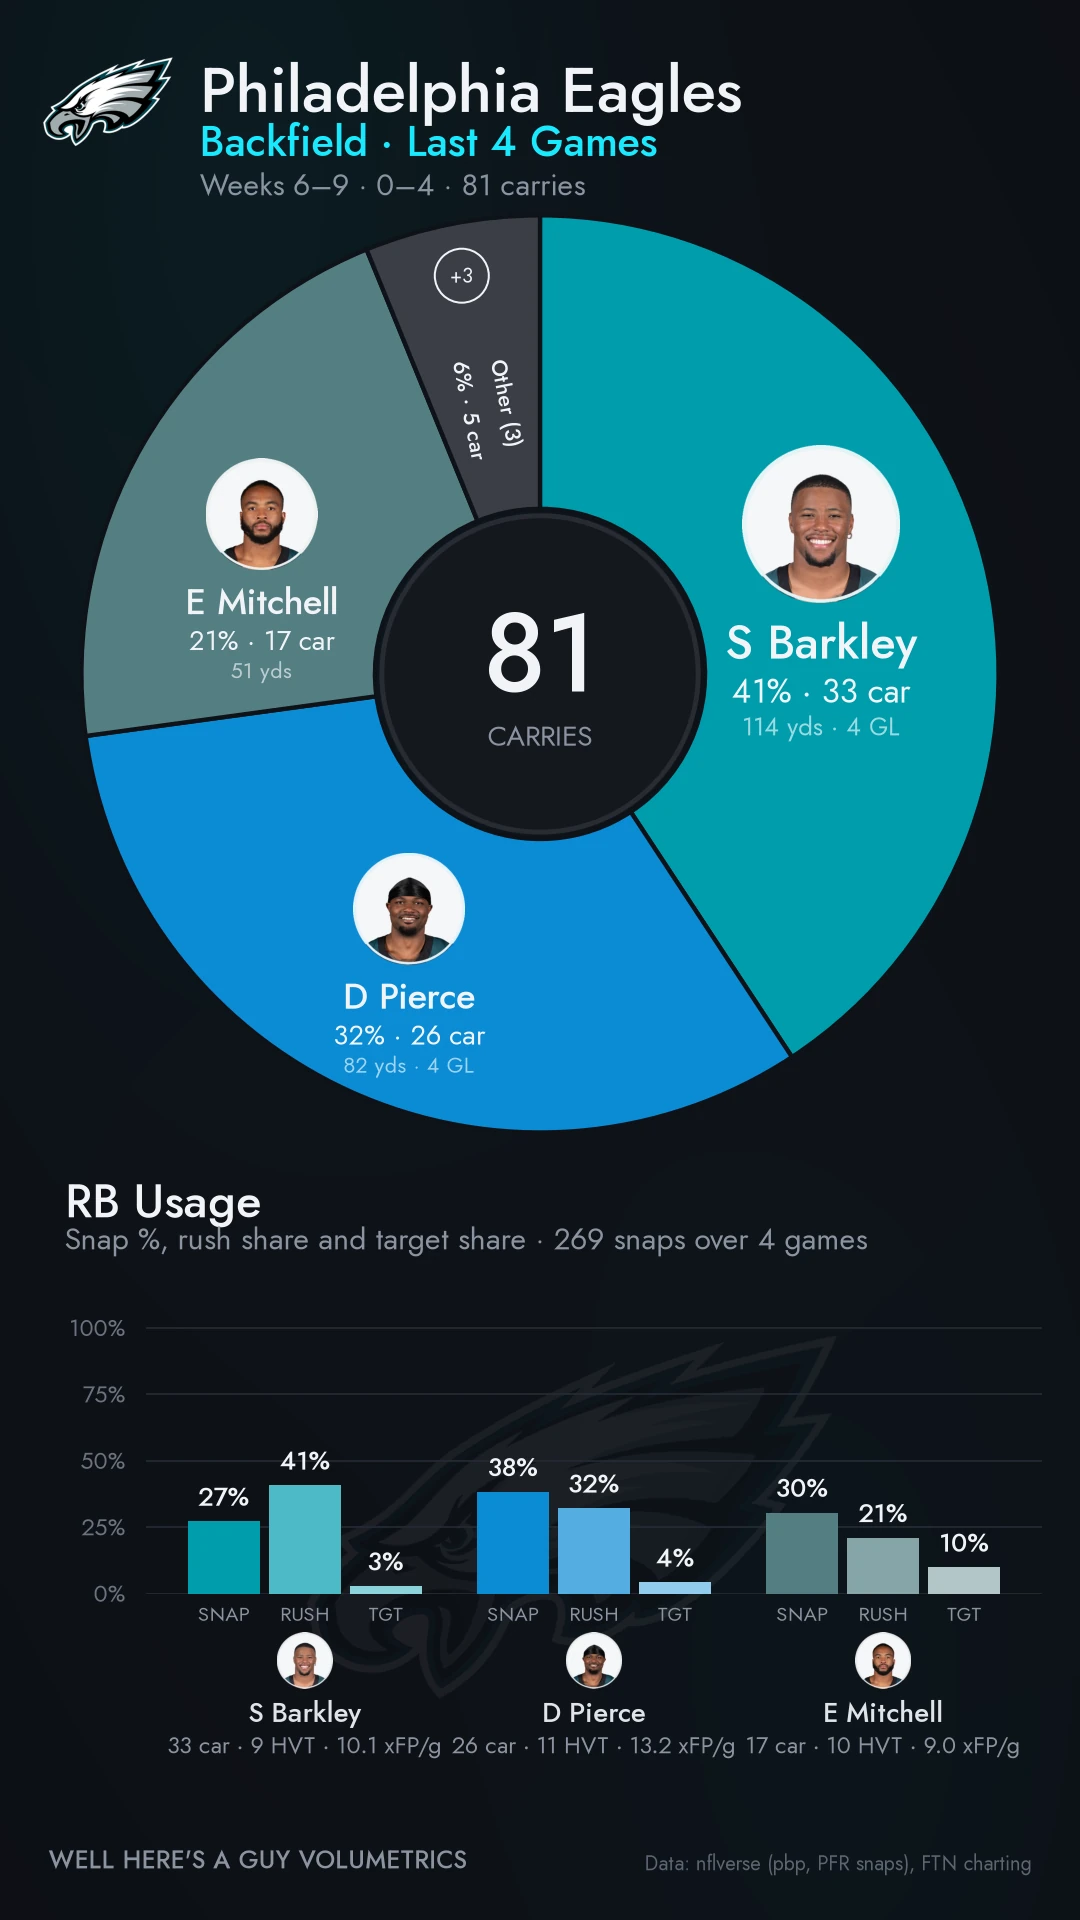 Philadelphia Eagles
Backfield · Last 4 Games
Weeks 6–9 · 0–4 · 81 carries
+3
Other (3)
6% · 5 car
E Mitchell
21% · 17 car
51 yds
S Barkley
41% · 33 car
114 yds · 4 GL
81
CARRIES
D Pierce
32% · 26 car
82 yds · 4 GL
RB Usage
Snap %, rush share and target share · 269 snaps over 4 games
100%
75%
50%
25%
0%
27%
41%
3%
38%
32%
4%
30%
21%
10%
SNAP RUSH TGT SNAP RUSH TGT SNAP RUSH TGT
S Barkley D Pierce E Mitchell
33 car · 9 HVT · 10.1 xFP/g 26 car · 11 HVT · 13.2 xFP/g 17 car · 10 HVT · 9.0 xFP/g
WELL HERE'S A GUY VOLUMETRICS
Data: nflverse (pbp, PFR snaps), FTN charting